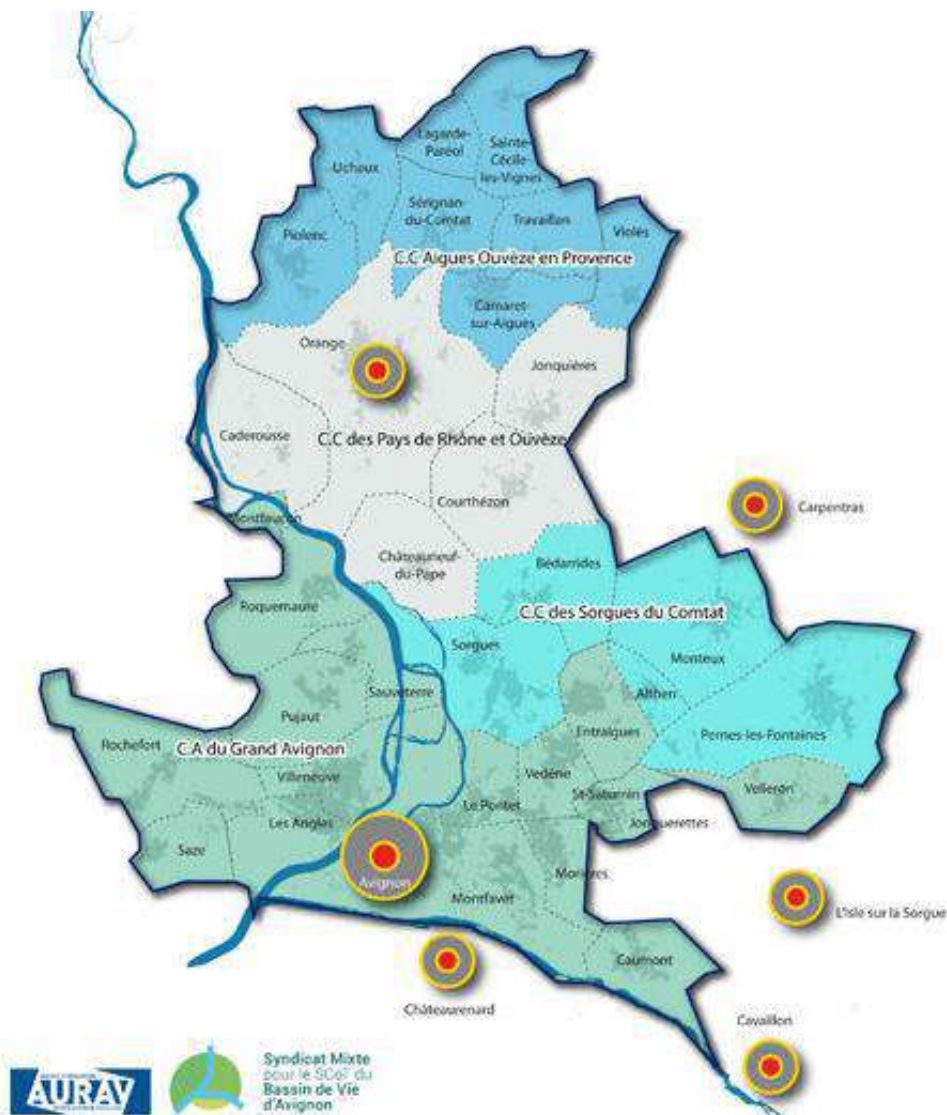 Lagarde-
Paréol
Sainte-
Cécile-
les-Vignes
Uchaux
Sérignan-
du-Comtat
Travaillan
Violès
Piolenc
C.C Aigues Ouvèze en Provence
Camaret-
sur-Aigues
Orange
Jonquières
Caderousse
C.C des Pays de Rhône et Ouvèze
Courthézon
Carpentras
Montfaucon
Châteauneuf-
du-Pape
Bédarrides
Roquemaure
C.C des Sorgues du Comtat
Sorgues
Monteux
Sauveterre
Althen
Pujaut
Entraigues
Rochefort
C.A du Grand Avignon
Pernes-les-Fontaines
Villeneuve
Vedène
St-Saturnin
Velleron
Le Pontet
Les Angles
Jonquerettes
Saze
Morières
Avignon
Montfavet
L'Isle sur la Sorgue
Caumont
Châteaurenard
Cavaillon
AURAV
Syndicat Mixte
pour le SCoT du
Bassin de Vie
d'Avignon